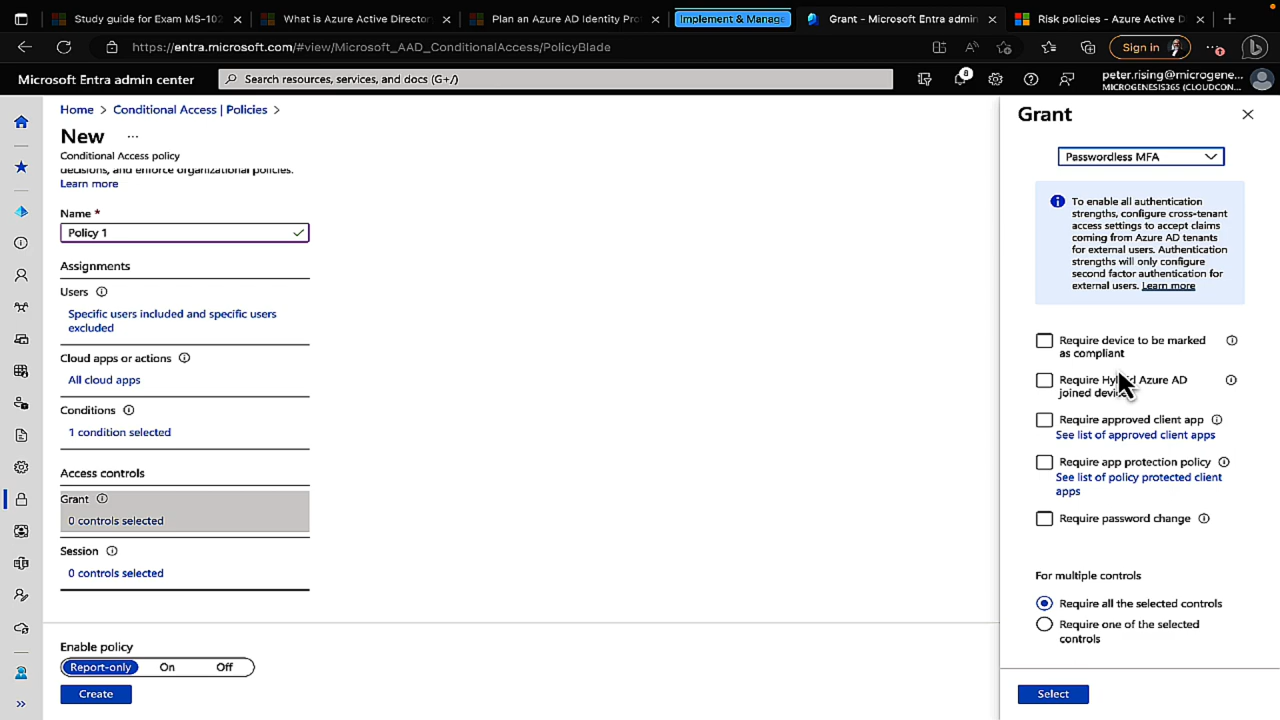 Study guide for Exam MS-102
What is Azure Active Director
Plan an Azure AD Identity Pro
Implement & Manage
Grant - Microsoft Entra admin
Risk policies - Azure Active D
https://entra.microsoft.com/#view/Microsoft_AAD_ConditionalAccess/PolicyBlade
Sign in
Microsoft Entra admin center
Search resources, services, and docs (G+/)
8
peter.rising@microgene...
MICROGENESIS365 (CLOUDCON...
Home > Conditional Access | Policies >
New ...
Conditional Access policy
decisions, and enforce organizational policies.
Learn more
Name *
Policy 1
Assignments
Users
Specific users included and specific users
excluded
Cloud apps or actions
All cloud apps
Conditions
1 condition selected
Access controls
Grant
0 controls selected
Session
0 controls selected
Enable policy
Report-only On Off
Create
Grant
Passwordless MFA
To enable all authentication
strengths, configure cross-tenant
access settings to accept claims
coming from Azure AD tenants
for external users. Authentication
strengths will only configure
second factor authentication for
external users. Learn more
Require device to be marked
as compliant
Require Hybrid Azure AD
joined device
Require approved client app
See list of approved client apps
Require app protection policy
See list of policy protected client
apps
Require password change
For multiple controls
Require all the selected controls
Require one of the selected
controls
Select